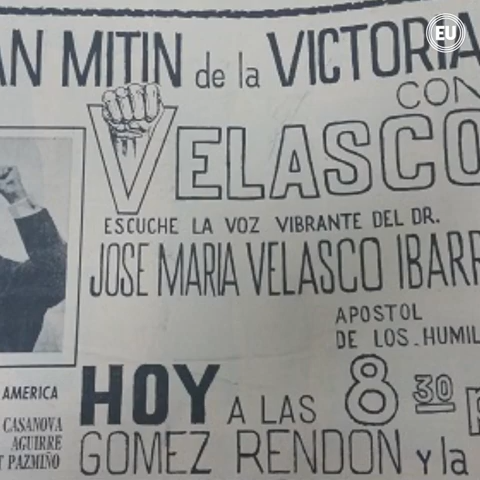 EU
AN MITIN de la VICTORIA
CON
VELASCO
ESCUCHE LA VOZ VIBRANTE DEL DR.
JOSE MARIA VELASCO IBARR
APOSTOL
DE LOS.HUMIL
HOY A LAS 8 30 P
GOMEZ RENDON y la
AMERICA
CASANOVA
AGUIRRE
T PAZMIÑO